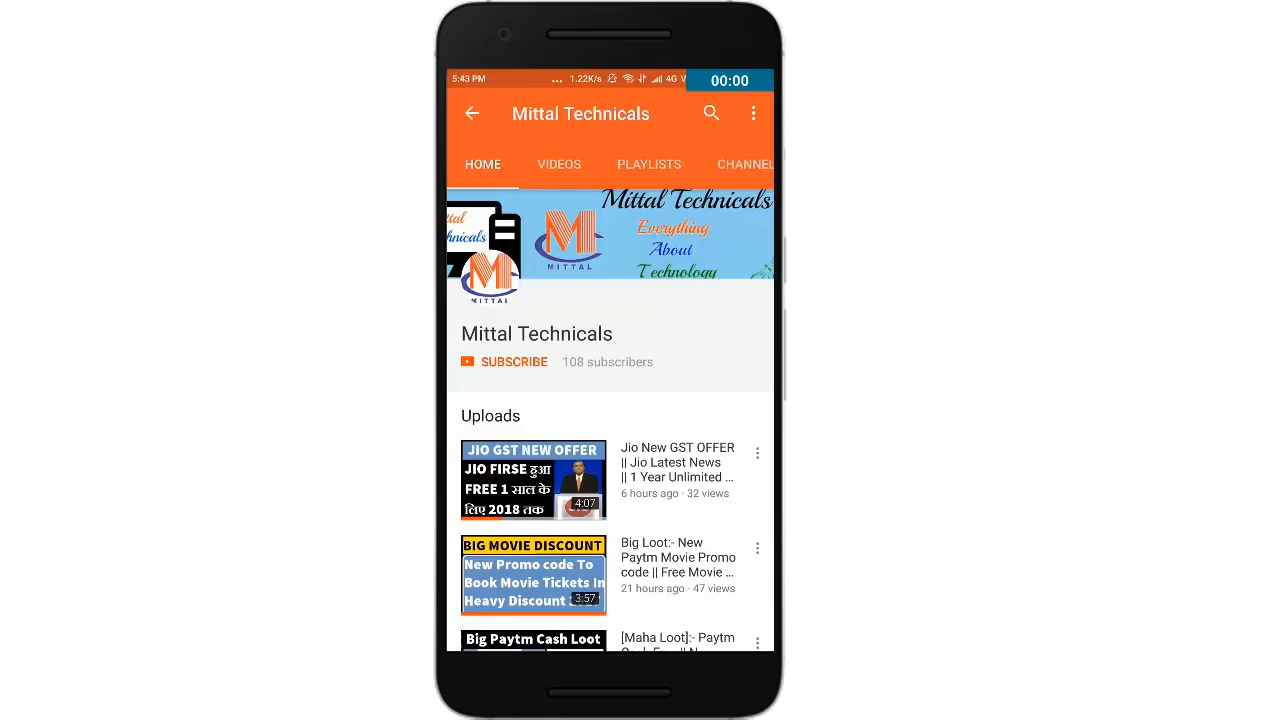 5:43 PM ... 1.22K/s 4G V 00:00
Mittal Technicals
HOME VIDEOS PLAYLISTS CHANNEL
Mittal Technicals
Everything
About
Technology
MITTAL
MITTAL
Mittal Technicals
SUBSCRIBE 108 subscribers
Uploads
JIO GST NEW OFFER
JIO FIRSE हुआ
FREE 1 साल के
लिए 2018 तक
4:07
Jio New GST OFFER
|| Jio Latest News
|| 1 Year Unlimited ...
6 hours ago · 32 views
BIG MOVIE DISCOUNT
New Promo code To
Book Movie Tickets In
Heavy Discount
3:57
Big Loot:- New
Paytm Movie Promo
code || Free Movie ...
21 hours ago · 47 views
Big Paytm Cash Loot
[Maha Loot]:- Paytm